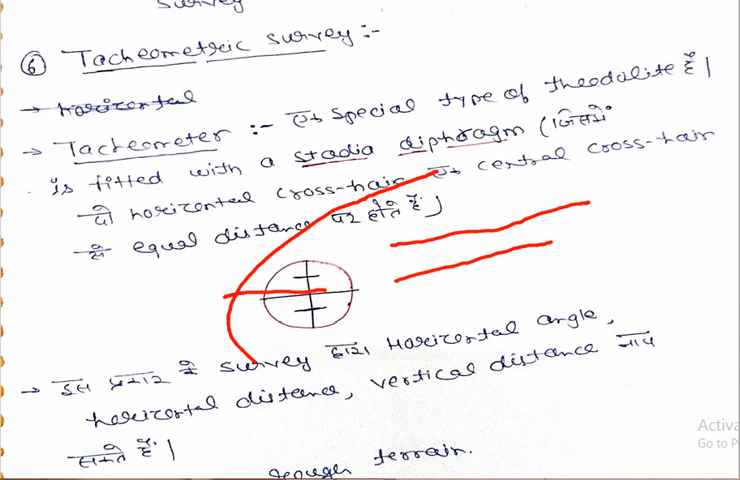 survey
⑥ Tacheometric survey :-
→ horizontal
→ Tacheometer :- एक special type of theodalite है।
is fitted with a stadia diphragm (जिसमें
दो horizontal cross-hair एक central cross-hair
से equal distance पर होते हैं)
→ इस प्रकार के survey द्वारा Horizontal angle,
horizontal distance, vertical distance नाप
सकते हैं।
rough terrain.
Activa
Go to P